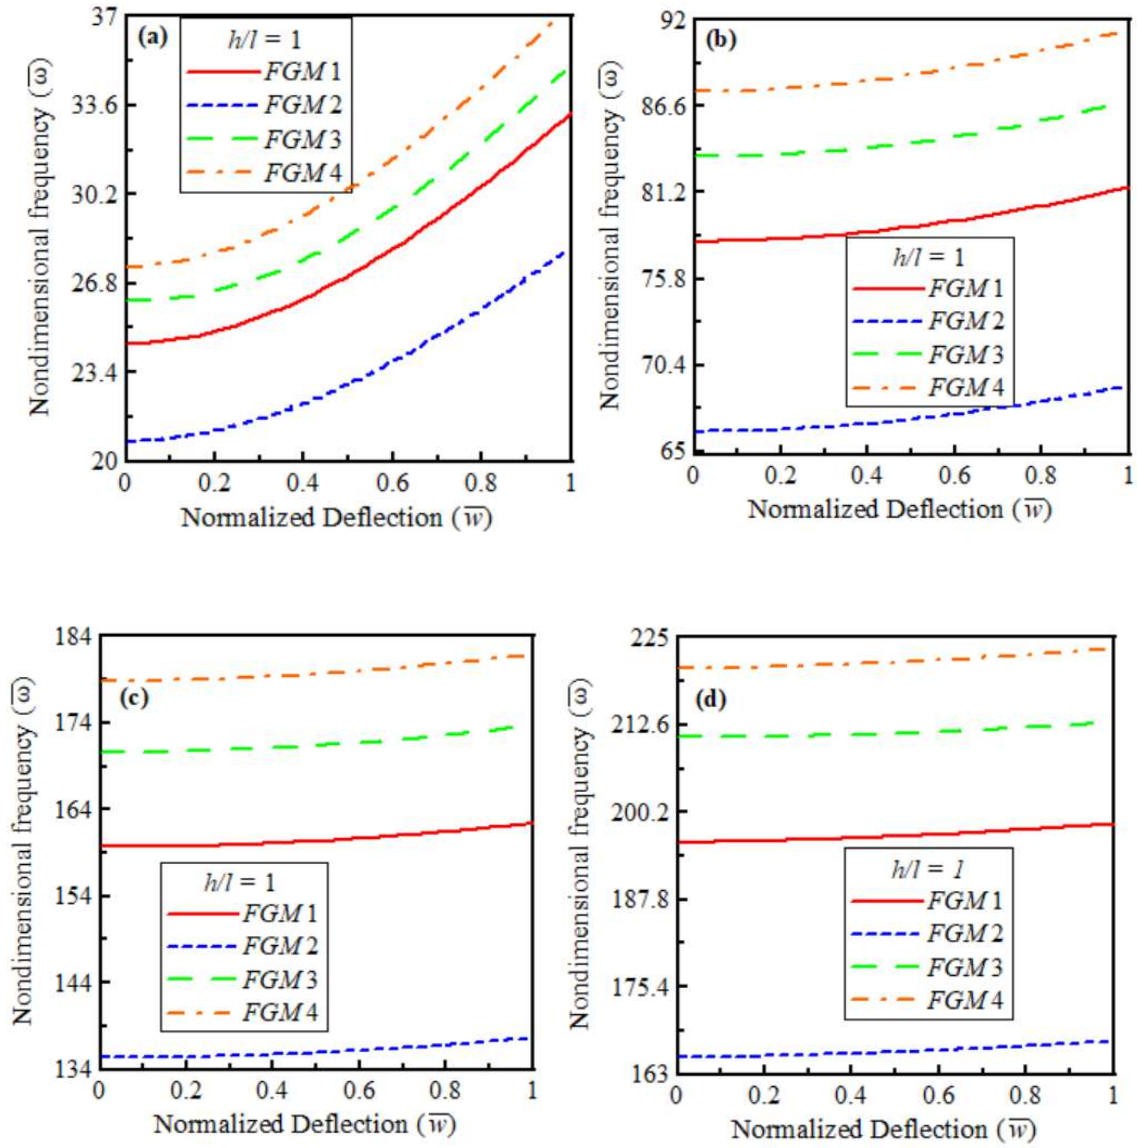 (a)
h/l = 1
FGM 1
FGM 2
FGM 3
FGM 4
37
33.6
30.2
26.8
23.4
20
0 0.2 0.4 0.6 0.8 1
Nondimensional frequency (ω̅)
Normalized Deflection (w̅)
(b)
h/l = 1
FGM 1
FGM 2
FGM 3
FGM 4
92
86.6
81.2
75.8
70.4
65
0 0.2 0.4 0.6 0.8 1
Nondimensional frequency (ω̅)
Normalized Deflection (w̅)
(c)
h/l = 1
FGM 1
FGM 2
FGM 3
FGM 4
184
174
164
154
144
134
0 0.2 0.4 0.6 0.8 1
Nondimensional frequency (ω̅)
Normalized Deflection (w̅)
(d)
h/l = 1
FGM 1
FGM 2
FGM 3
FGM 4
225
212.6
200.2
187.8
175.4
163
0 0.2 0.4 0.6 0.8 1
Nondimensional frequency (ω̅)
Normalized Deflection (w̅)